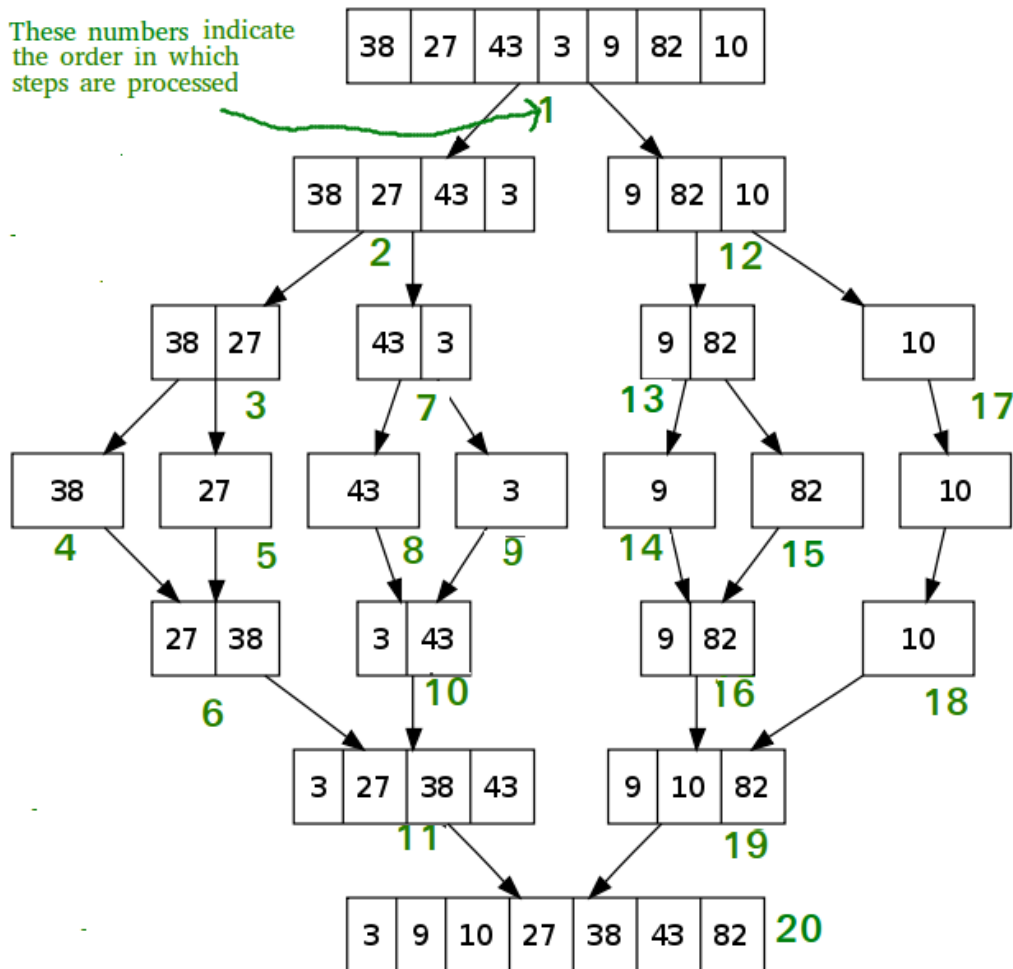 These numbers indicate
the order in which
steps are processed
38 27 43 3 9 82 10
1
38 27 43 3 9 82 10
2 12
38 27 43 3 9 82 10
3 7 13 17
38 27 43 3 9 82 10
4 5 8 9 14 15
27 38 3 43 9 82 10
6 10 16 18
3 27 38 43 9 10 82
11 19
3 9 10 27 38 43 82 20